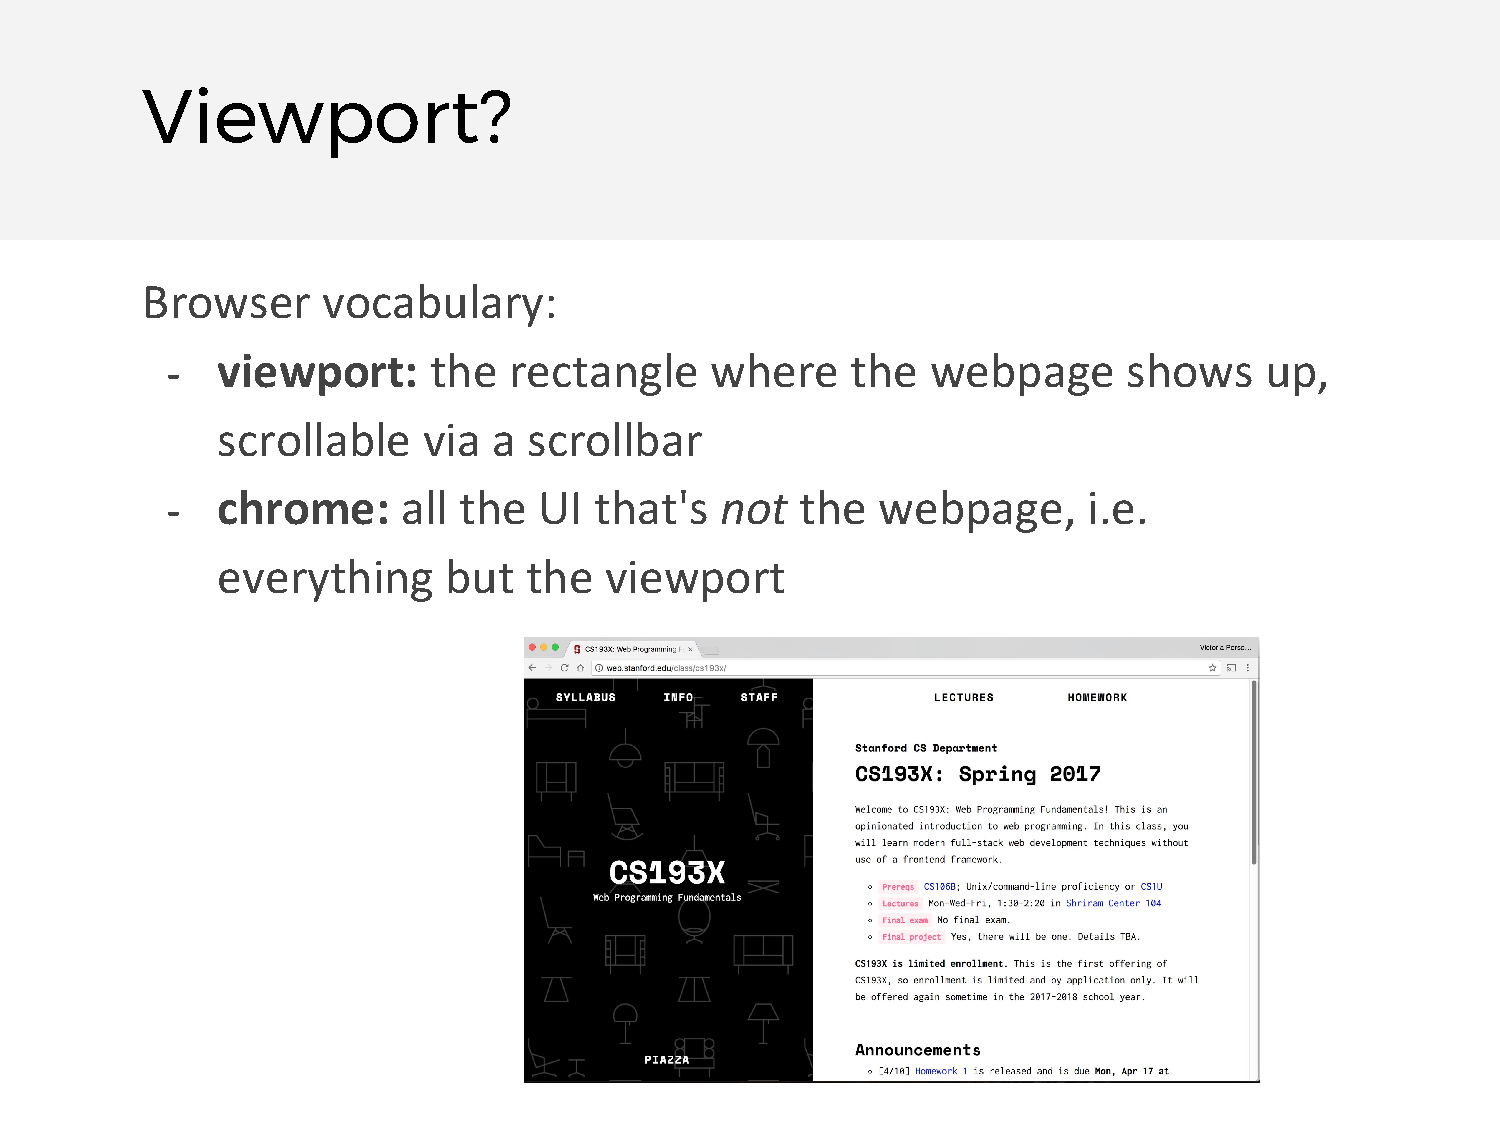 Viewport?
Browser vocabulary:
- viewport: the rectangle where the webpage shows up,
scrollable via a scrollbar
- chrome: all the UI that's not the webpage, i.e.
everything but the viewport
CS193X: Web Programming F
Victoria Perso...
web.stanford.edu/class/cs193x/
SYLLABUS INFO STAFF
LECTURES HOMEWORK
CS193X
Web Programming Fundamentals
PIAZZA
Stanford CS Department
CS193X: Spring 2017
Welcome to CS193X: Web Programming Fundamentals! This is an
opinionated introduction to web programming. In this class, you
will learn modern full-stack web development techniques without
use of a frontend framework.
Prereqs CS106B; Unix/command-line proficiency or CS1U
Lectures Mon-Wed-Fri, 1:30-2:20 in Shriram Center 104
Final exam No final exam.
Final project Yes, there will be one. Details TBA.
CS193X is limited enrollment. This is the first offering of
CS193X, so enrollment is limited and by application only. It will
be offered again sometime in the 2017-2018 school year.
Announcements
[4/10] Homework 1 is released and is due Mon, Apr 17 at